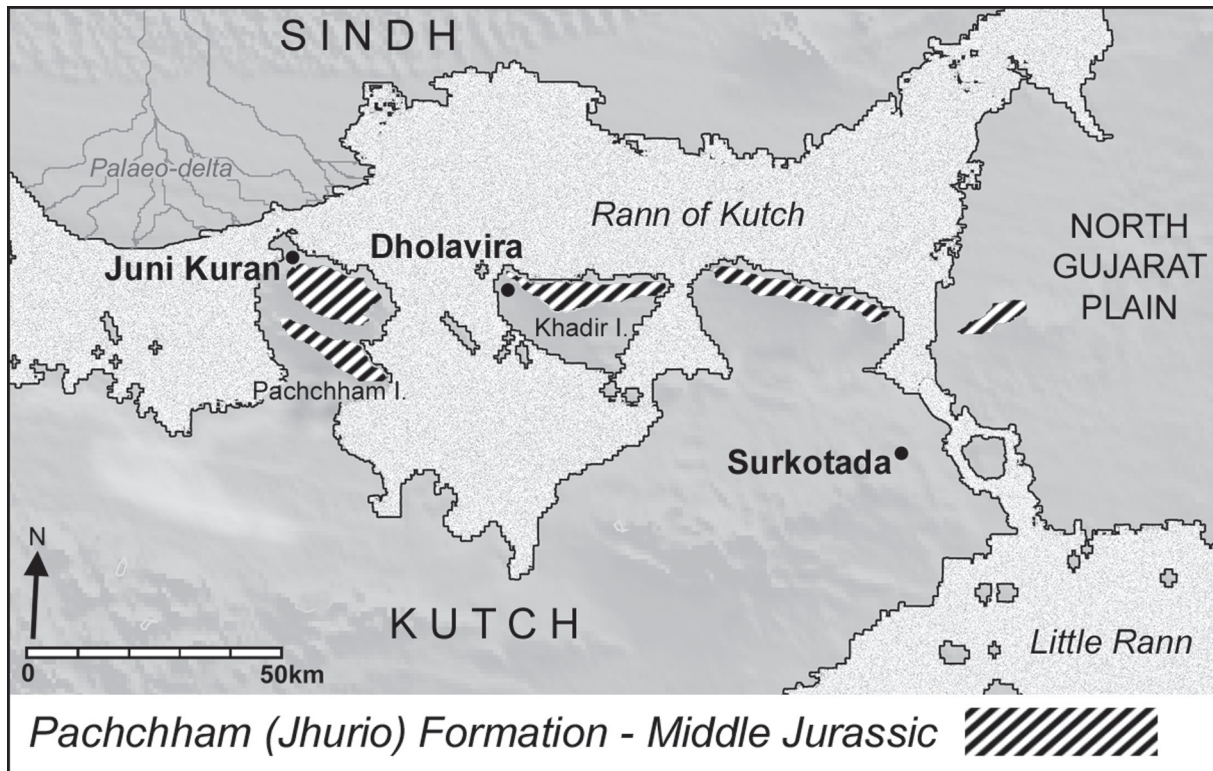 SINDH
Palaeo-delta
Rann of Kutch
NORTH
GUJARAT
PLAIN
Dholavira
Juni Kuran
Khadir I.
Pachchham I.
Surkotada
N
KUTCH
Little Rann
0 50km
Pachchham (Jhurio) Formation - Middle Jurassic